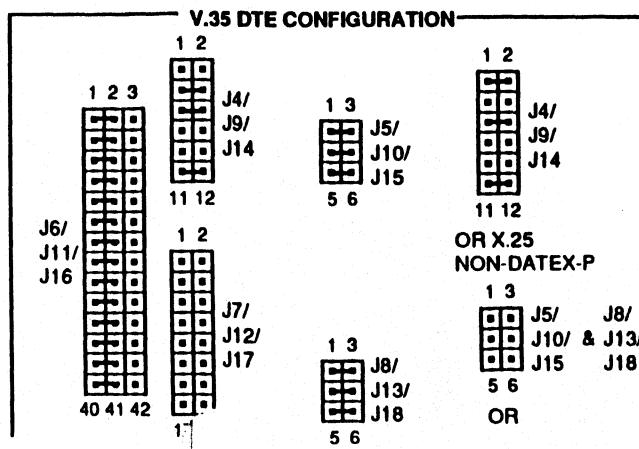 V.35 DTE CONFIGURATION
1 2
J4/
J9/
J14
11 12
1 2 3
J6/
J11/
J16
40 41 42
1 2
J7/
J12/
J17
1 3
J5/
J10/
J15
5 6
1 3
J8/
J13/
J18
5 6
1 2
J4/
J9/
J14
11 12
OR X.25
NON-DATEX-P
1 3
J5/ J8/
J10/ & J13/
J15 J18
5 6
OR